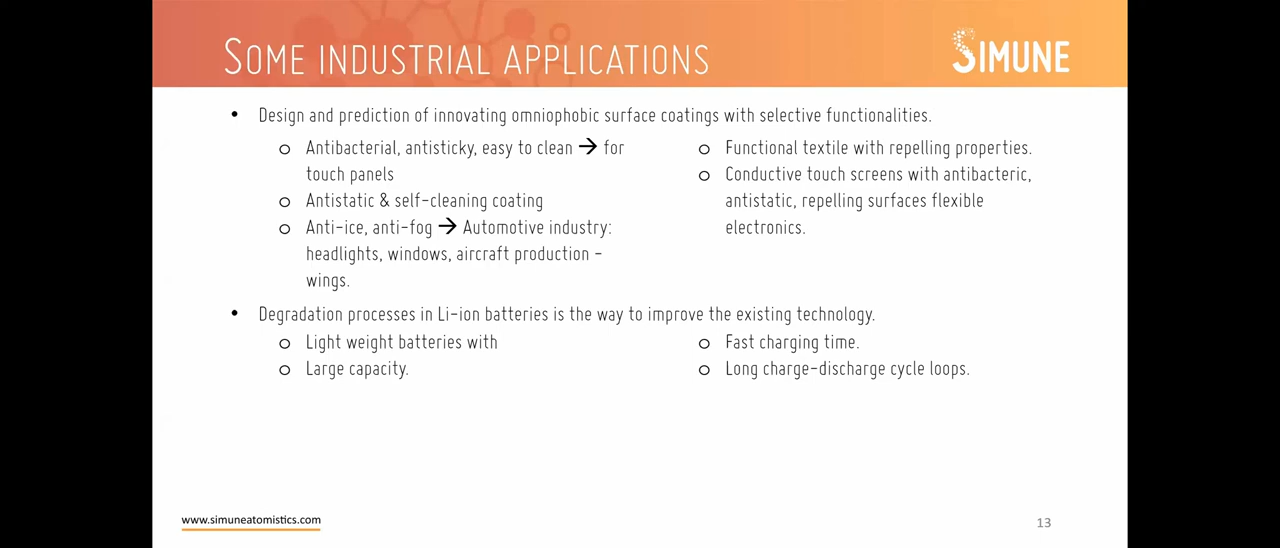 SOME INDUSTRIAL APPLICATIONS
SIMUNE
• Design and prediction of innovating omniophobic surface coatings with selective functionalities.
o Antibacterial, antisticky, easy to clean → for
touch panels
o Antistatic & self-cleaning coating
o Anti-ice, anti-fog → Automotive industry:
headlights, windows, aircraft production –
wings.
o Functional textile with repelling properties.
o Conductive touch screens with antibacteric,
antistatic, repelling surfaces flexible
electronics.
• Degradation processes in Li-ion batteries is the way to improve the existing technology.
o Light weight batteries with
o Large capacity.
o Fast charging time.
o Long charge-discharge cycle loops.
www.simuneatomistics.com
13